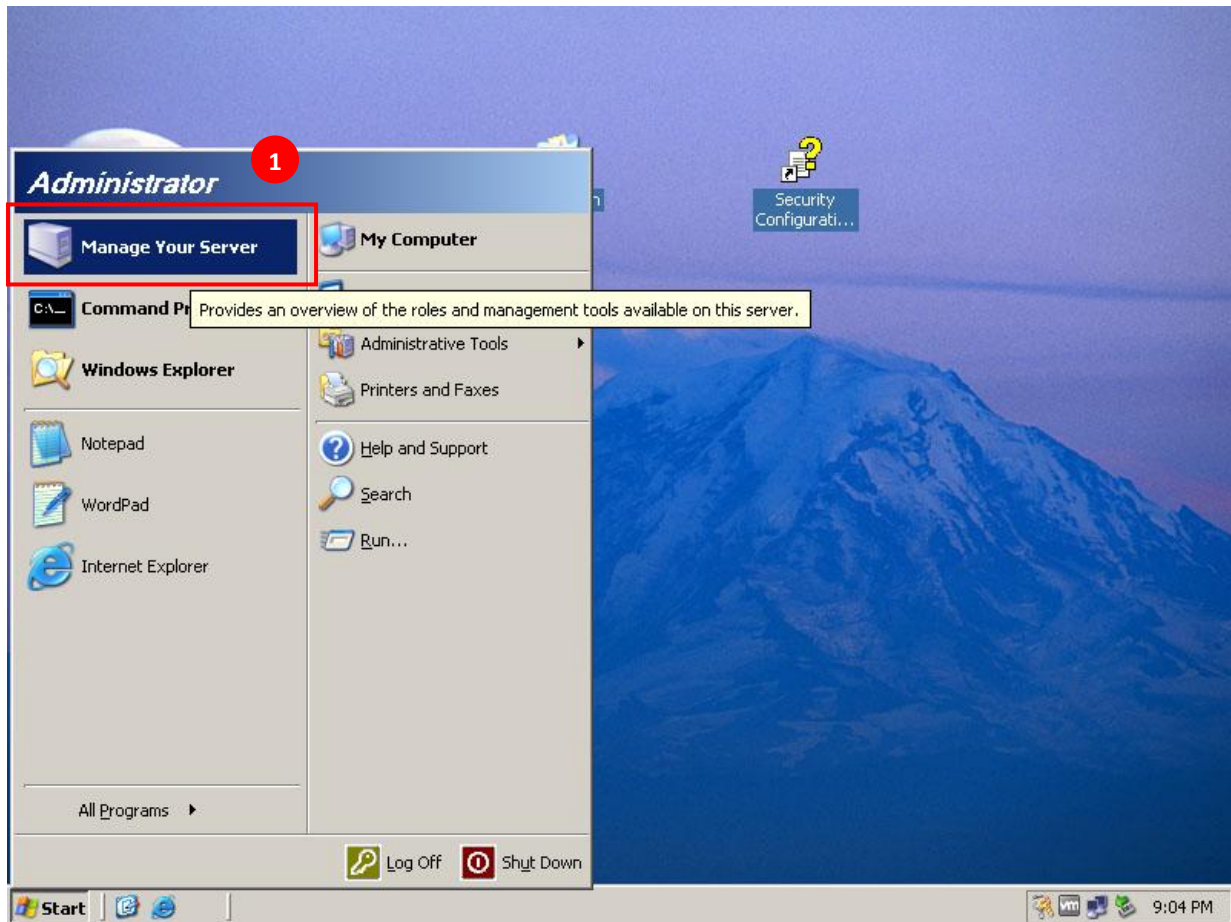 1
Administrator
Manage Your Server
Command Pr
Windows Explorer
Notepad
WordPad
Internet Explorer
All Programs
My Computer
Provides an overview of the roles and management tools available on this server.
Administrative Tools
Printers and Faxes
Help and Support
Search
Run...
Log Off
Shut Down
Security
Configurati...
Start
vm
9:04 PM